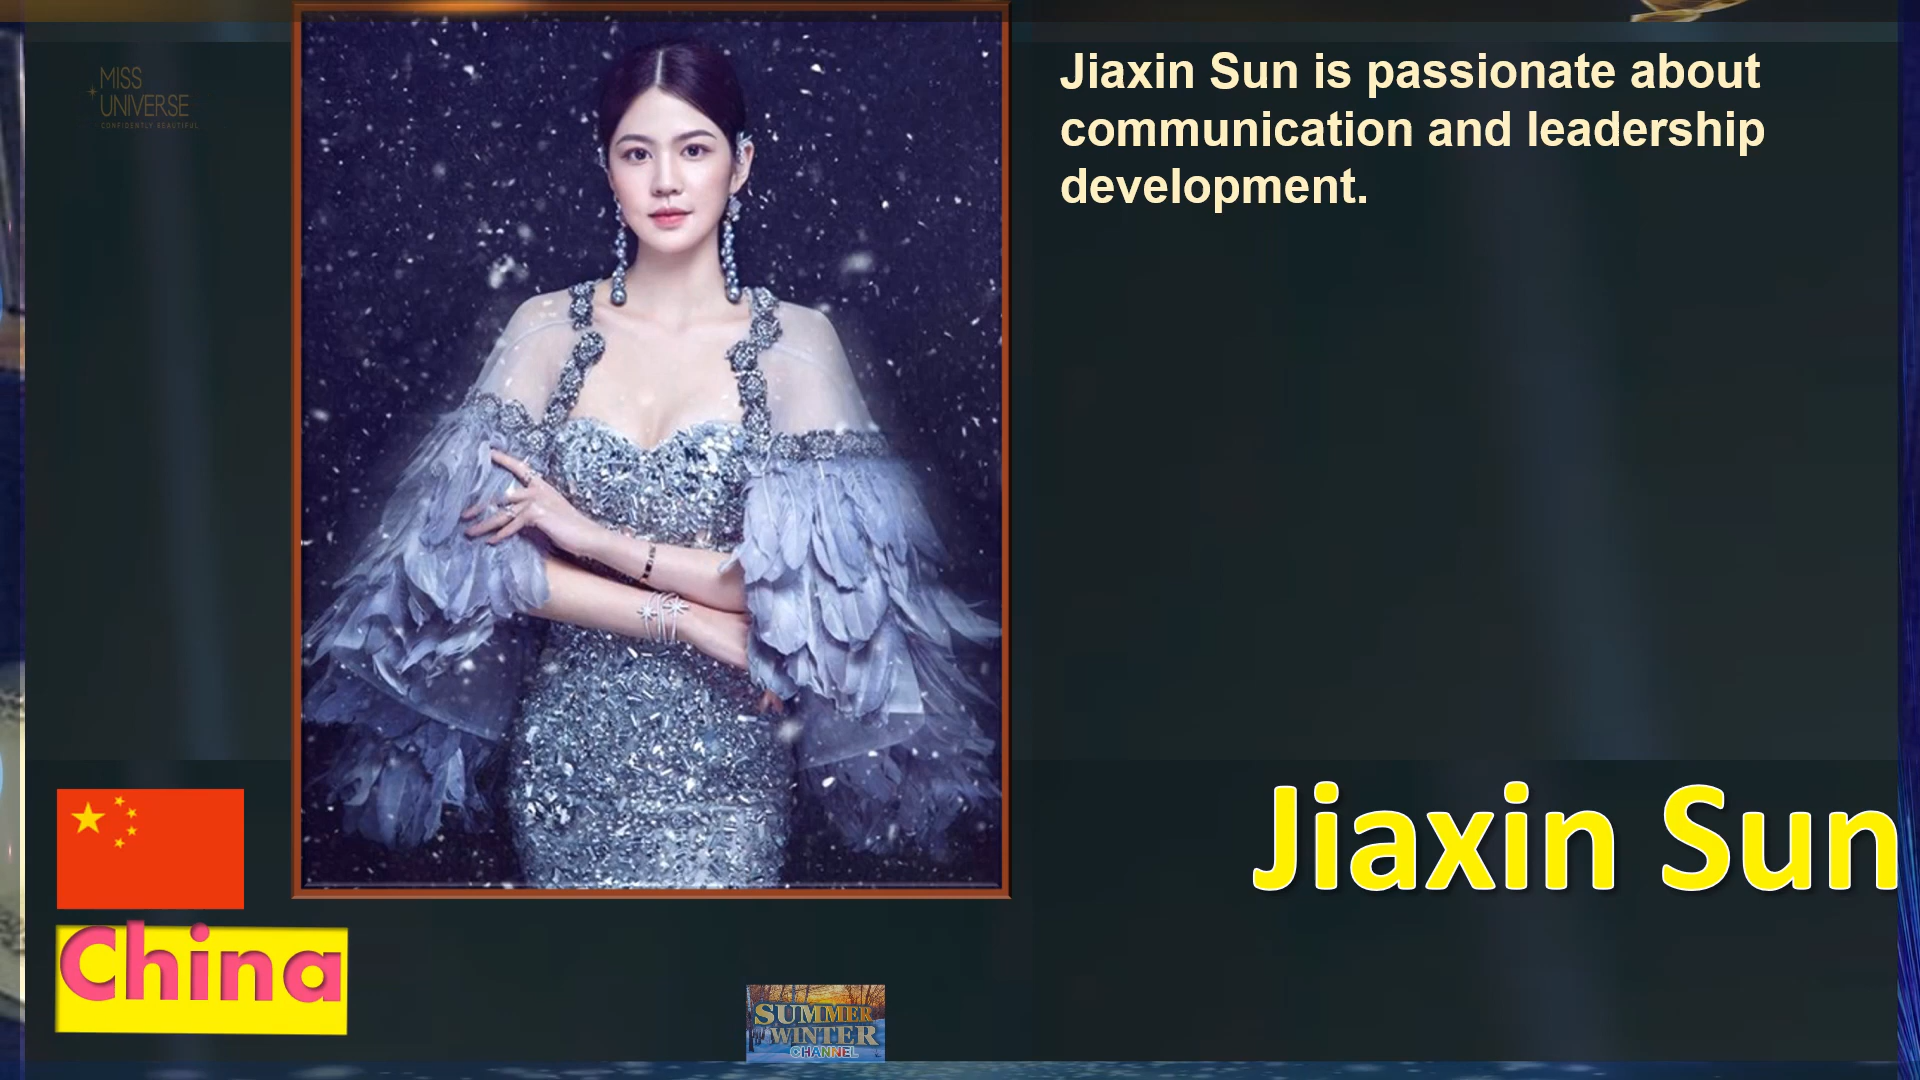 MISS
UNIVERSE
CONFIDENTLY BEAUTIFUL
Jiaxin Sun is passionate about
communication and leadership
development.
Jiaxin Sun
China
SUMMER
WINTER
CHANNEL